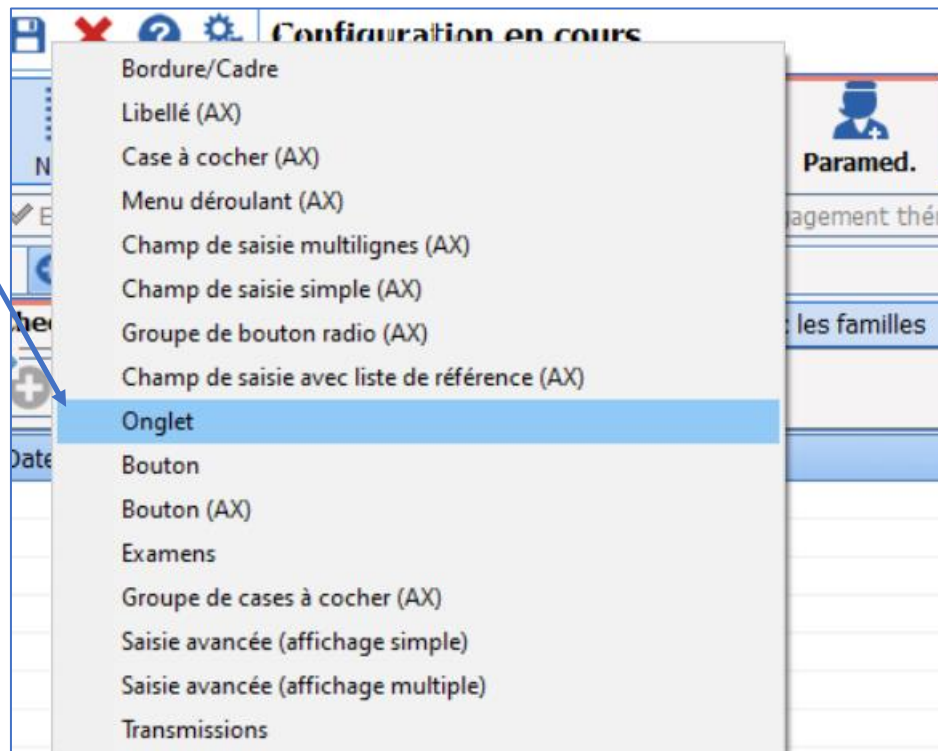 Configuration en cours
Bordure/Cadre
Libellé (AX)
Case à cocher (AX)
Paramed.
Menu déroulant (AX)
Champ de saisie multilignes (AX)
Champ de saisie simple (AX)
Groupe de bouton radio (AX)
les familles
Champ de saisie avec liste de référence (AX)
Onglet
Date
Bouton
Bouton (AX)
Examens
Groupe de cases à cocher (AX)
Saisie avancée (affichage simple)
Saisie avancée (affichage multiple)
Transmissions